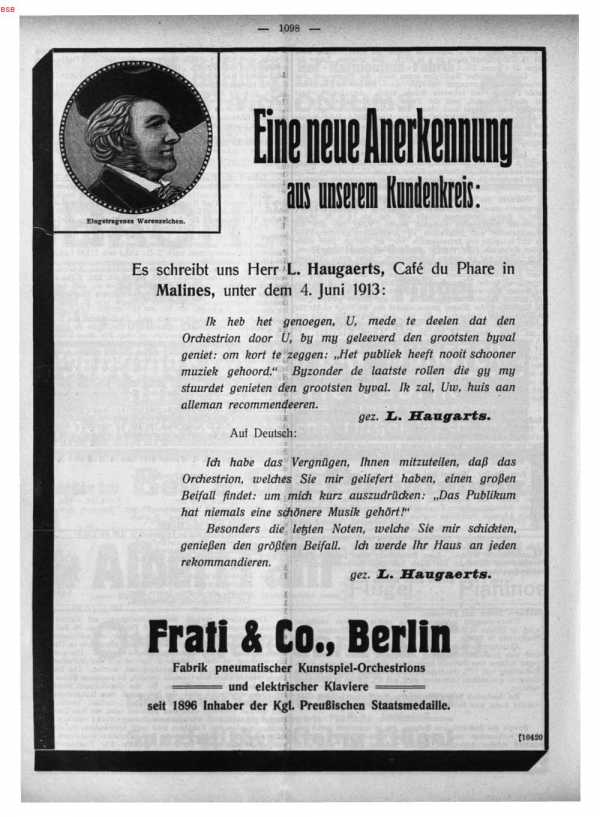 BSB
— 1098 —
Eingetragenes Warenzeichen.
Eine neue Anerkennung
aus unserem Kundenkreis:
Es schreibt uns Herr L. Haugaerts, Café du Phare in
Malines, unter dem 4. Juni 1913:
Ik heb het genoegen, U, mede te deelen dat den
Orchestrion door U, by my geleeverd den grootsten byval
geniet: om kort te zeggen: „Het publiek heeft nooit schooner
muziek gehoord.“ Byzonder de laatste rollen die gy my
stuurdet genieten den grootsten byval. Ik zal, Uw, huis aan
alleman recommendeeren.
gez. L. Haugarts.
Auf Deutsch:
Ich habe das Vergnügen, Ihnen mitzuteilen, daß das
Orchestrion, welches Sie mir geliefert haben, einen großen
Beifall findet: um mich kurz auszudrücken: „Das Publikum
hat niemals eine schönere Musik gehört!“
Besonders die letzten Noten, welche Sie mir schickten,
genießen den größten Beifall. Ich werde Ihr Haus an jeden
rekommandieren.
gez. L. Haugaerts.
Frati & Co., Berlin
Fabrik pneumatischer Kunstspiel-Orchestrions
und elektrischer Klaviere
seit 1896 Inhaber der Kgl. Preußischen Staatsmedaille.
[10420